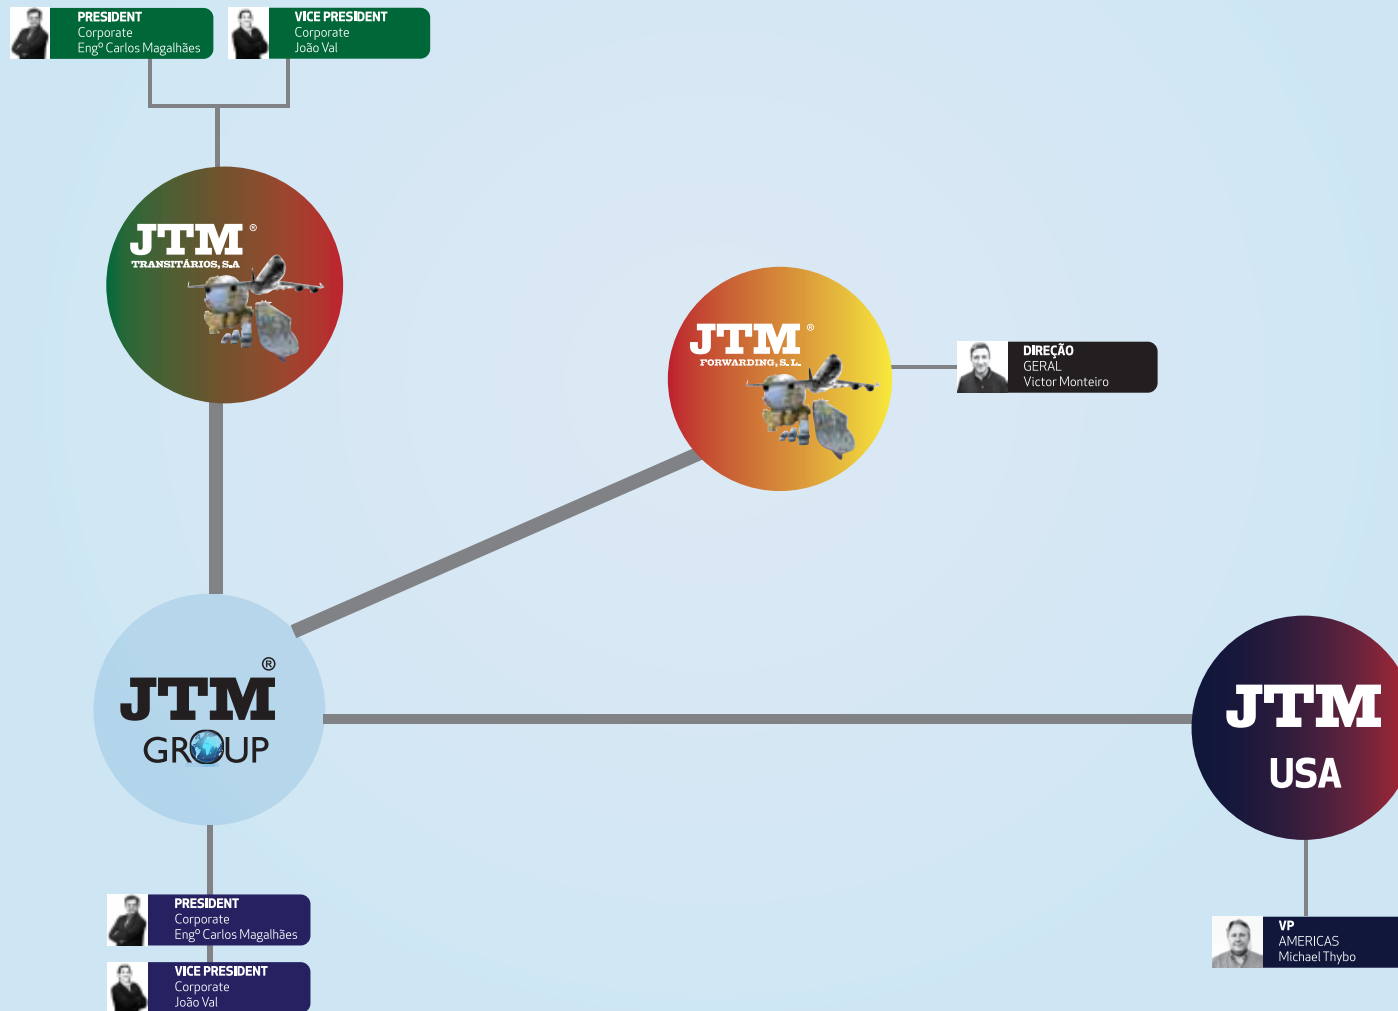 PRESIDENT
Corporate
Engº Carlos Magalhães
VICE PRESIDENT
Corporate
João Val
JTM ®
TRANSITÁRIOS, S.A
JTM ®
FORWARDING, S. L.
DIREÇÃO
GERAL
Victor Monteiro
®
JTM
GROUP
JTM
USA
PRESIDENT
Corporate
Engº Carlos Magalhães
VICE PRESIDENT
Corporate
João Val
VP
AMERICAS
Michael Thybo